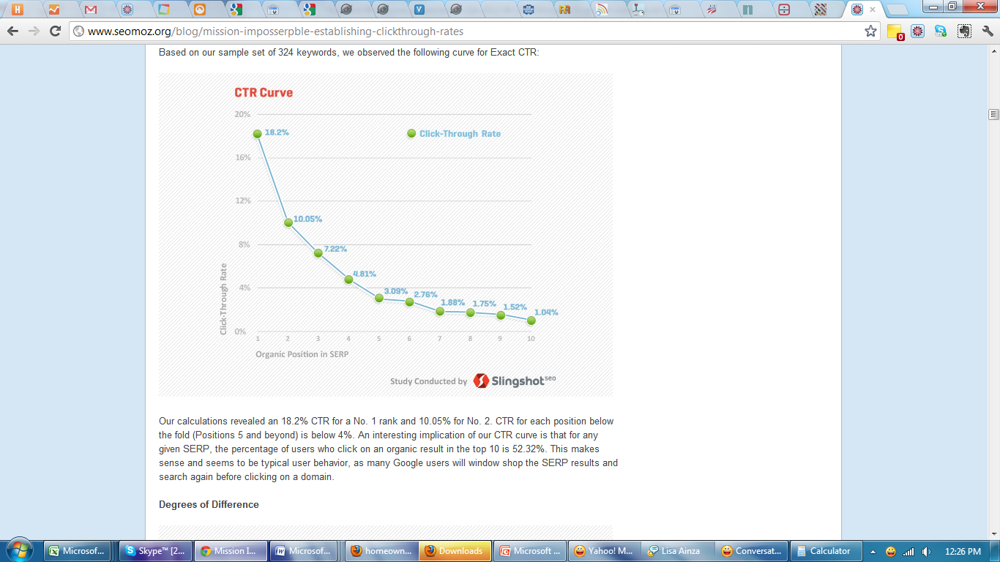 www.seomoz.org/blog/mission-imposserpble-establishing-clickthrough-rates
0
Based on our sample set of 324 keywords, we observed the following curve for Exact CTR:
CTR Curve
20%
18.2%
Click-Through Rate
16%
12%
10.05%
8%
7.22%
4.81%
4%
3.09%
2.76%
1.88%
1.75%
1.52%
1.04%
Click-Through Rate
0%
1 2 3 4 5 6 7 8 9 10
Organic Position in SERP
Study Conducted by Slingshot SEO
Our calculations revealed an 18.2% CTR for a No. 1 rank and 10.05% for No. 2. CTR for each position below
the fold (Positions 5 and beyond) is below 4%. An interesting implication of our CTR curve is that for any
given SERP, the percentage of users who click on an organic result in the top 10 is 52.32%. This makes
sense and seems to be typical user behavior, as many Google users will window shop the SERP results and
search again before clicking on a domain.
Degrees of Difference
Microsof... Skype™ [2... Mission I... Microsof... homeown... Downloads Microsoft ... Yahoo! M... Lisa Ainza Conversat... Calculator 12:26 PM